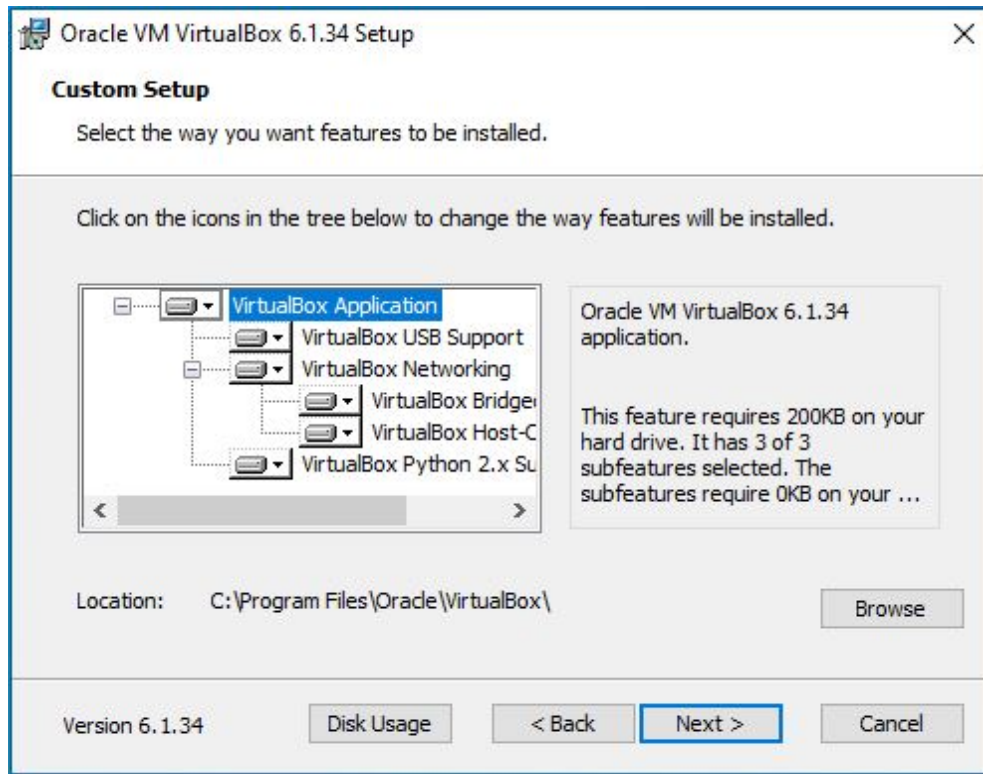 Oracle VM VirtualBox 6.1.34 Setup
Custom Setup
Select the way you want features to be installed.
Click on the icons in the tree below to change the way features will be installed.
VirtualBox Application
VirtualBox USB Support
VirtualBox Networking
VirtualBox Bridge
VirtualBox Host-C
VirtualBox Python 2.x Su
Oracle VM VirtualBox 6.1.34
application.
This feature requires 200KB on your
hard drive. It has 3 of 3
subfeatures selected. The
subfeatures require 0KB on your ...
Location: C:\Program Files\Oracle\VirtualBox\
Browse
Version 6.1.34
Disk Usage
< Back
Next >
Cancel